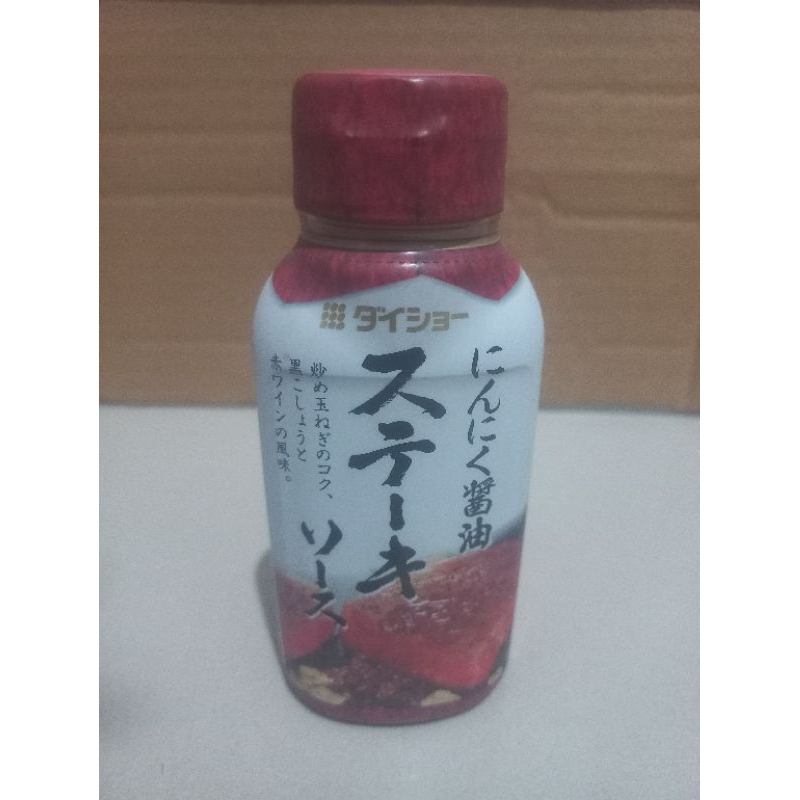 ダイショー
にんにく醤油
ステーキ
ソース
炒め玉ねぎのコク、
黒こしょうと
赤ワインの風味。